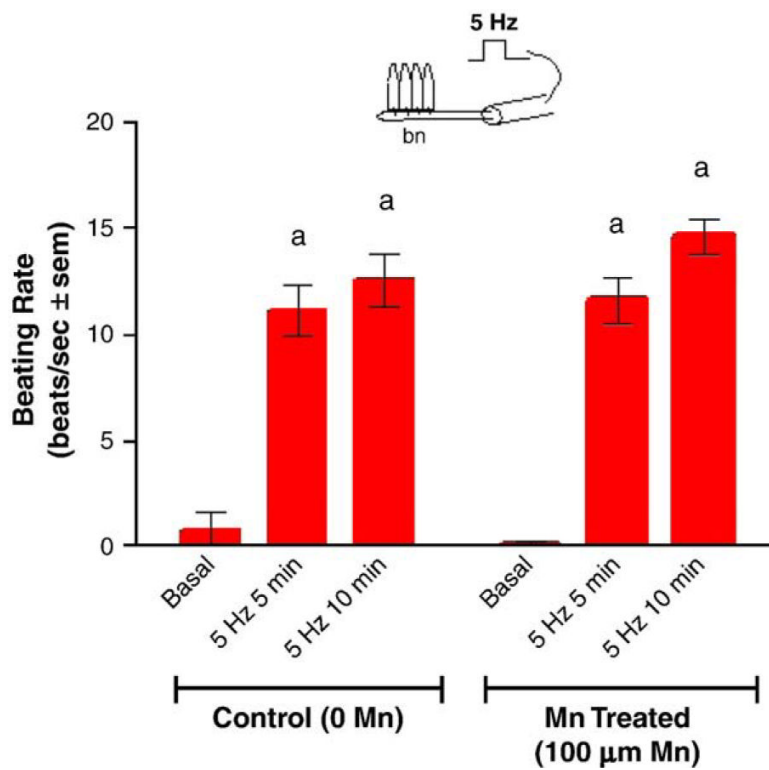 5 Hz
bn
20
15
10
5
0
Beating Rate
(beats/sec ± sem)
a
a
a
a
Basal
5 Hz 5 min
5 Hz 10 min
Basal
5 Hz 5 min
5 Hz 10 min
Control (0 Mn)
Mn Treated
(100 µm Mn)